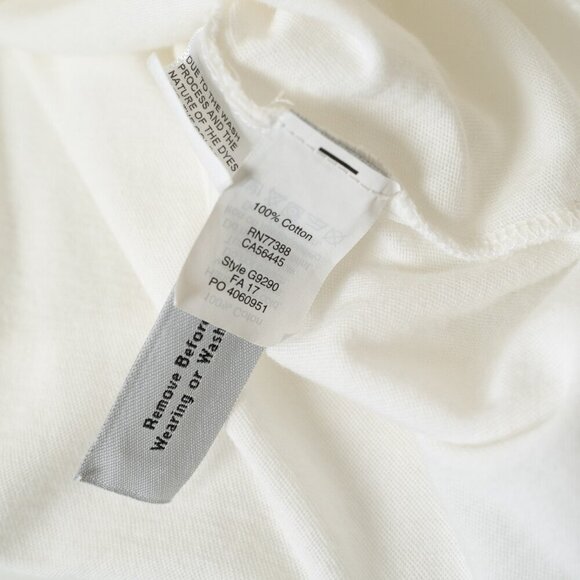 DUE TO THE WASH
PROCESS AND THE
NATURE OF THE DYES
100% Cotton
RN77388
CA56445
Style G9290
FA 17
PO 4060951
Remove Before
Wearing or Wash